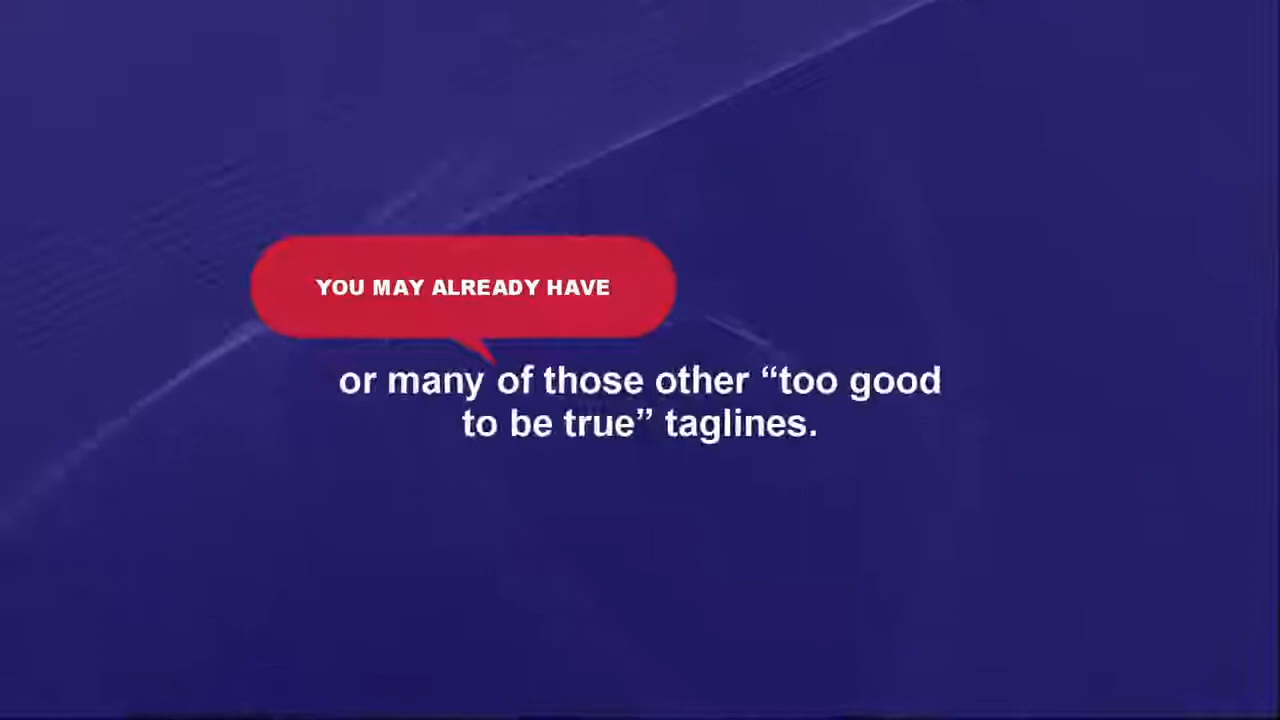 YOU MAY ALREADY HAVE
or many of those other “too good
to be true” taglines.